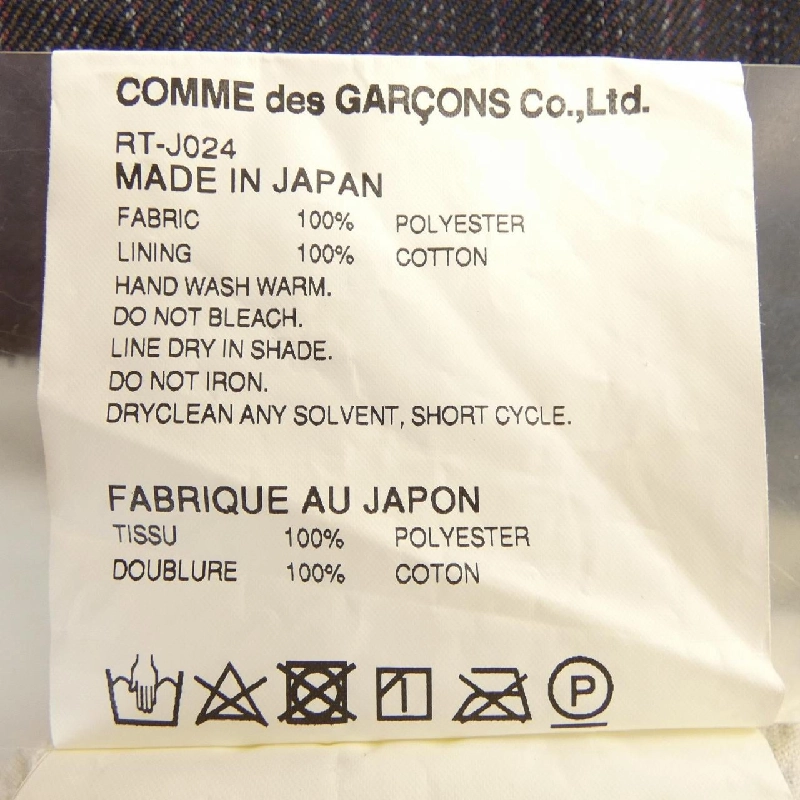 COMME des GARÇONS Co.,Ltd.
RT-J024
MADE IN JAPAN
FABRIC 100% POLYESTER
LINING 100% COTTON
HAND WASH WARM.
DO NOT BLEACH.
LINE DRY IN SHADE.
DO NOT IRON.
DRYCLEAN ANY SOLVENT, SHORT CYCLE.
FABRIQUE AU JAPON
TISSU 100% POLYESTER
DOUBLURE 100% COTON
P